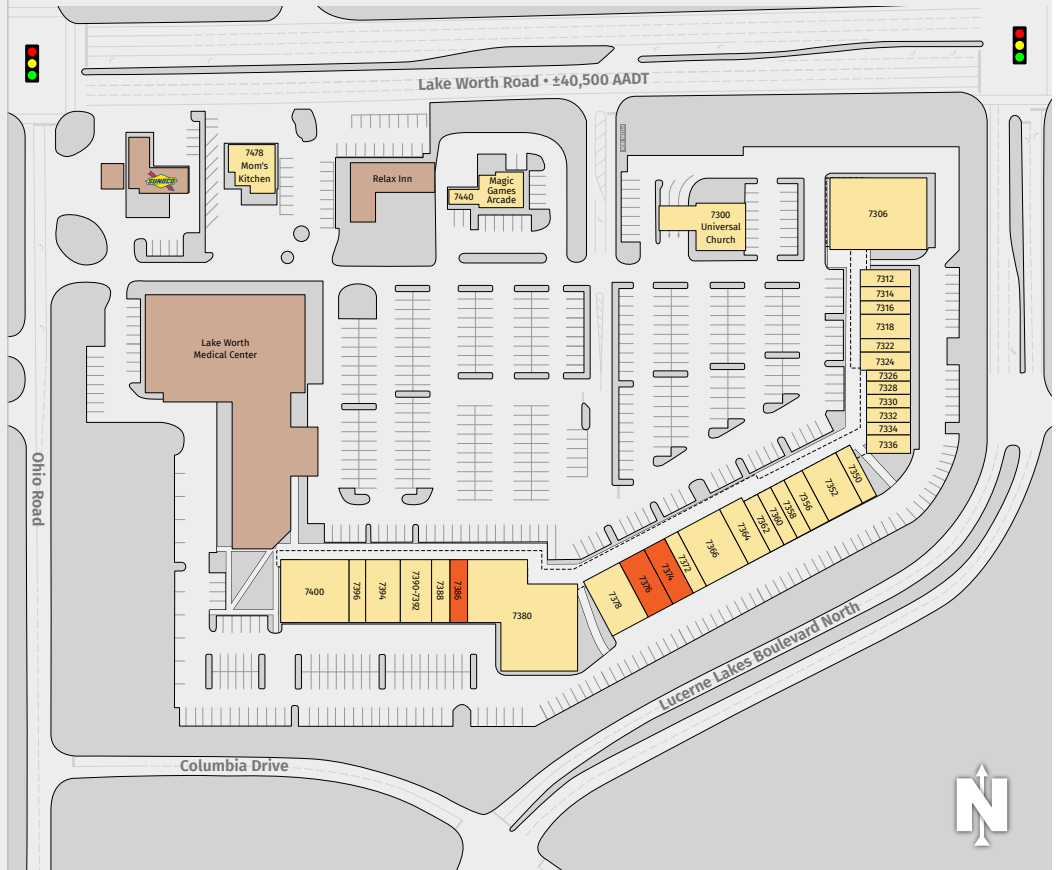 Lake Worth Road • ±40,500 AADT
7478
Mom's
Kitchen
SUNOCO
Relax Inn
7440
Magic
Games
Arcade
7300
Universal
Church
7306
7312
7314
7316
7318
7322
7324
7326
7328
7330
7332
7334
7336
Lake Worth
Medical Center
Ohio Road
7350
7352
7356
7358
7360
7362
7364
7366
7372
7374
7376
7378
7400
7396
7394
7390-7392
7388
7386
7380
Lucerne Lakes Boulevard North
Columbia Drive
N